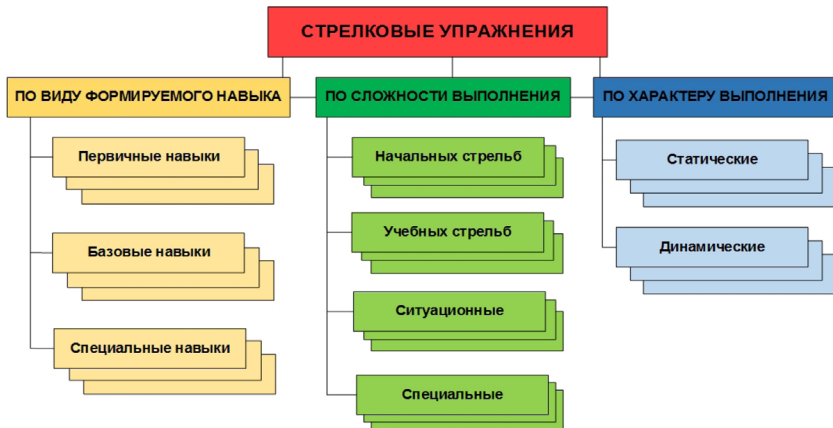 СТРЕЛКОВЫЕ УПРАЖНЕНИЯ
ПО ВИДУ ФОРМИРУЕМОГО НАВЫКА
Первичные навыки
Базовые навыки
Специальные навыки
ПО СЛОЖНОСТИ ВЫПОЛНЕНИЯ
Начальных стрельб
Учебных стрельб
Ситуационные
Специальные
ПО ХАРАКТЕРУ ВЫПОЛНЕНИЯ
Статические
Динамические